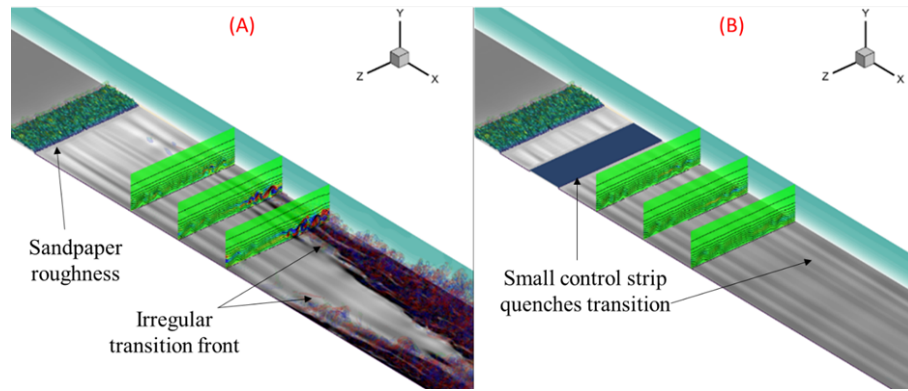 (A)
Y
Z
X
Sandpaper
roughness
Irregular
transition front
(B)
Y
Z
X
Small control strip
quenches transition